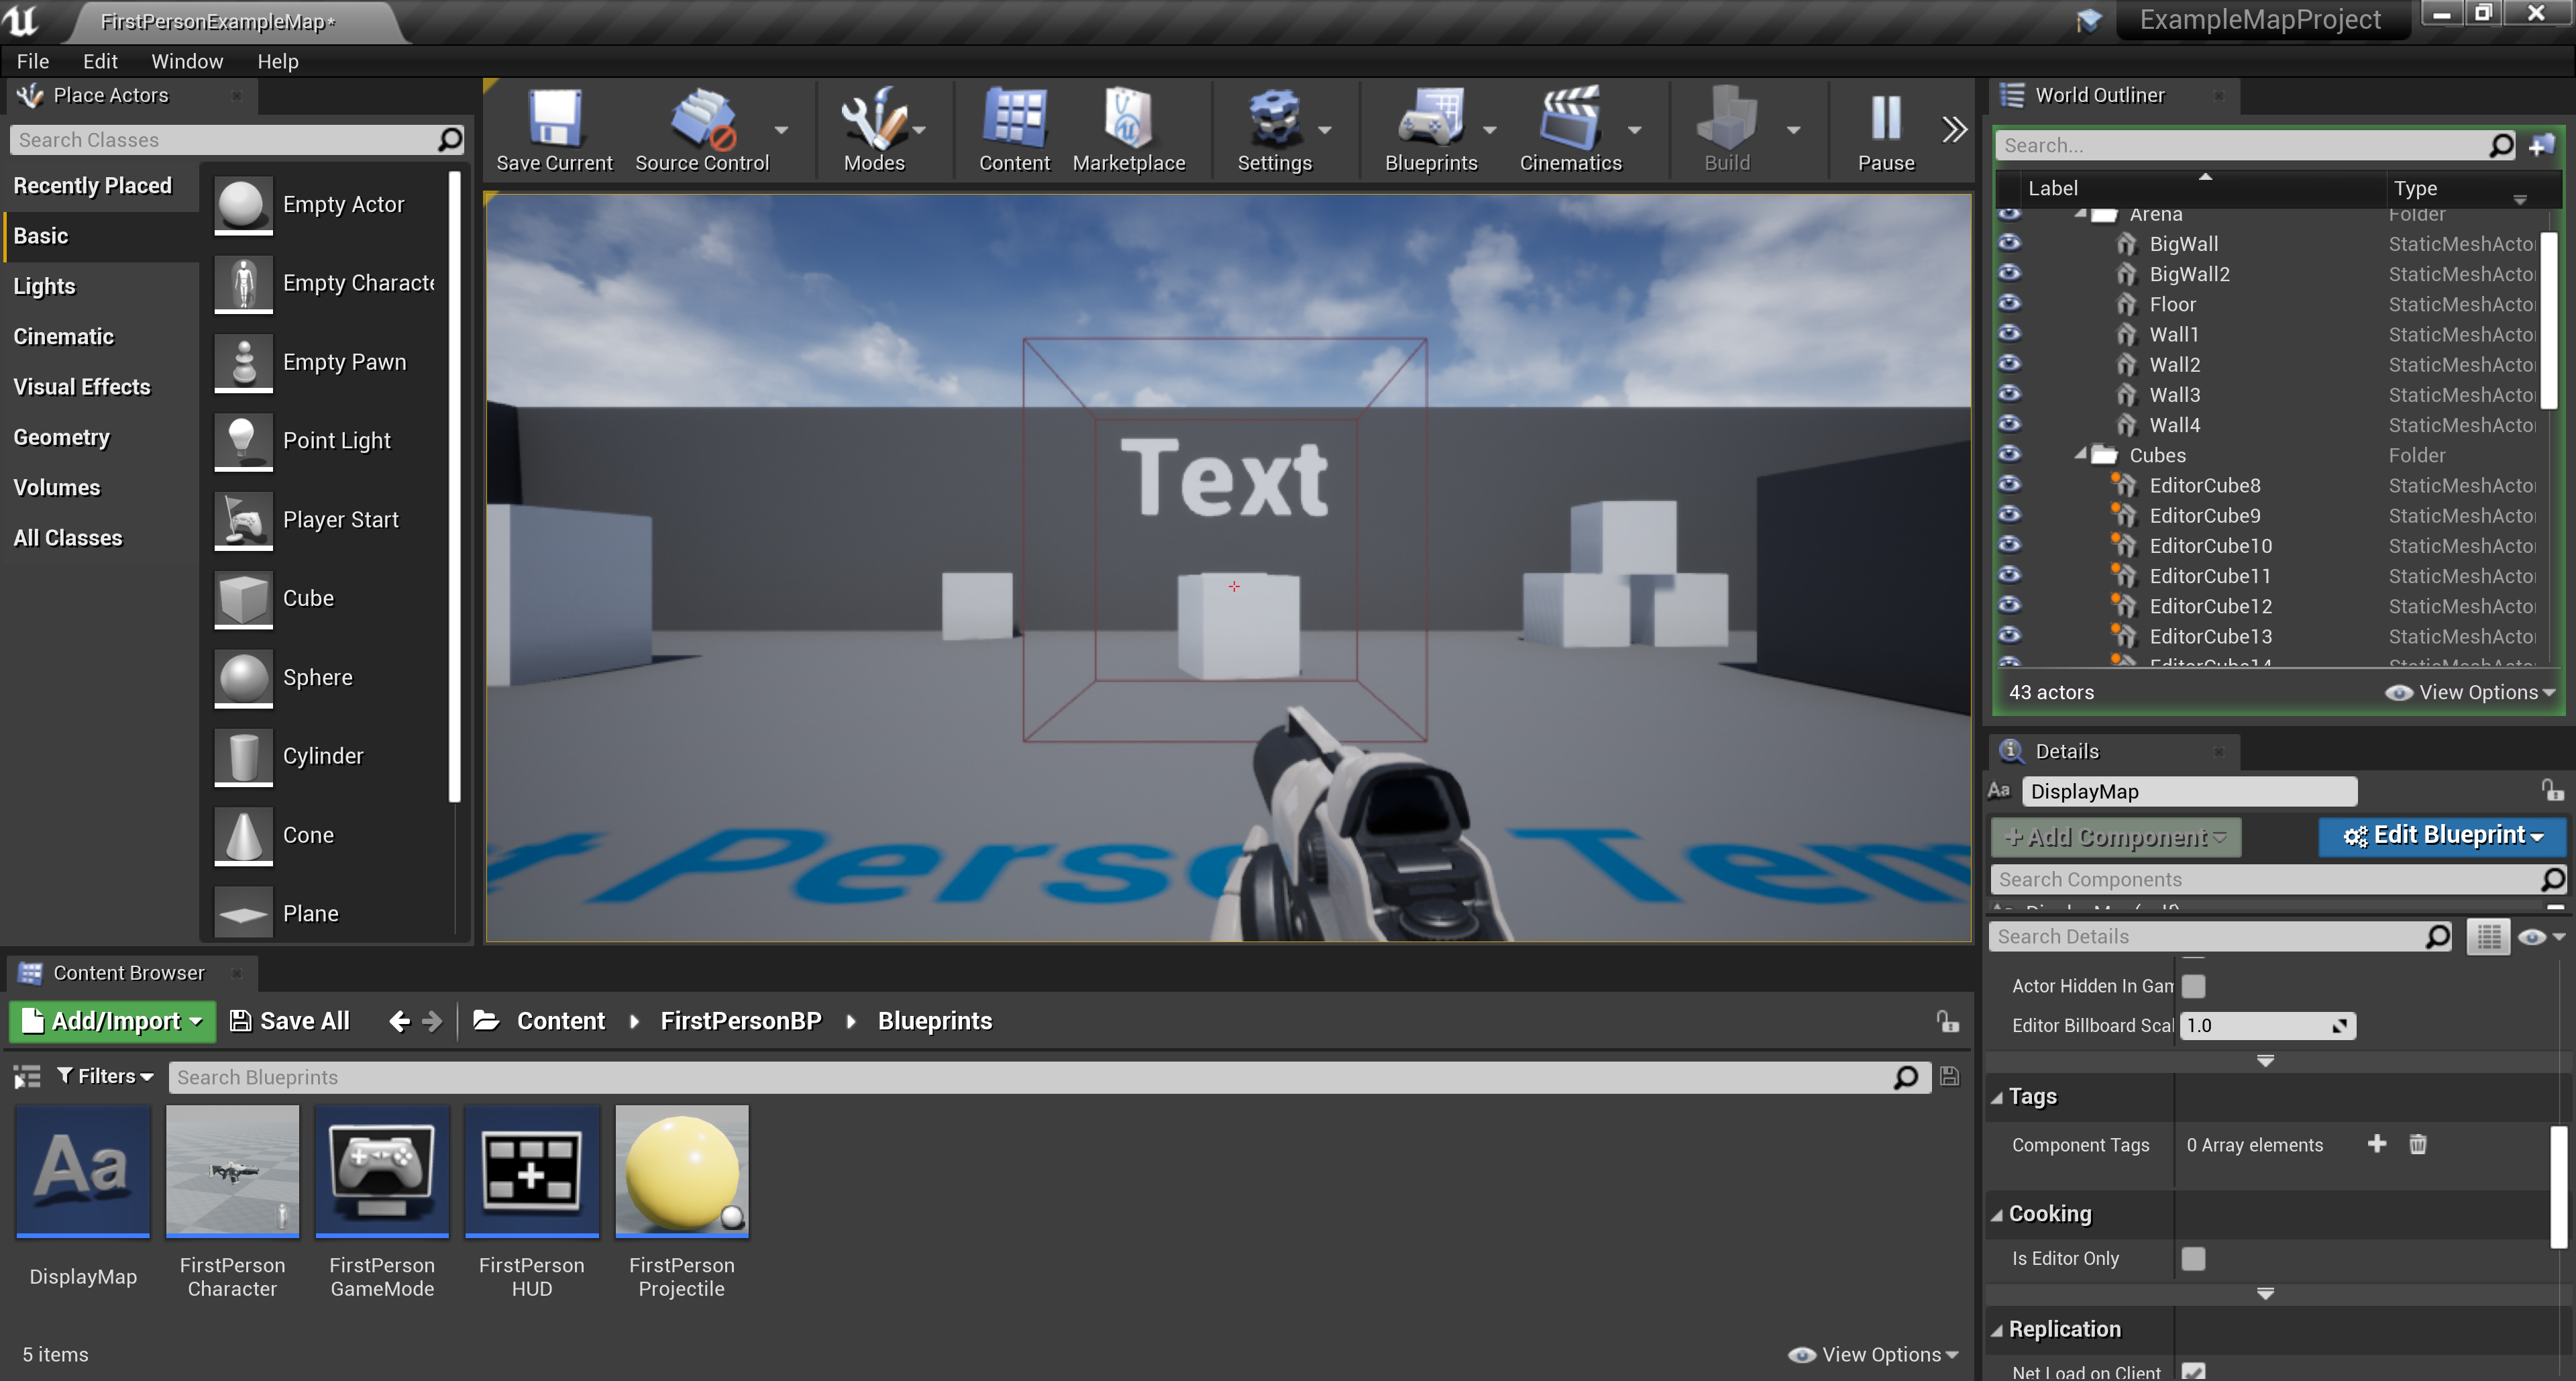 FirstPersonExampleMap*
ExampleMapProject
File Edit Window Help
Place Actors
Search Classes
Recently Placed
Basic
Lights
Cinematic
Visual Effects
Geometry
Volumes
All Classes
Empty Actor
Empty Characte
Empty Pawn
Point Light
Player Start
Cube
Sphere
Cylinder
Cone
Plane
Save Current Source Control Modes Content Marketplace Settings Blueprints Cinematics Build Pause
Text
Person Tem
World Outliner
Search...
Label Type
Arena Folder
BigWall StaticMeshActo
BigWall2 StaticMeshActo
Floor StaticMeshActo
Wall1 StaticMeshActo
Wall2 StaticMeshActo
Wall3 StaticMeshActo
Wall4 StaticMeshActo
Cubes Folder
EditorCube8 StaticMeshActo
EditorCube9 StaticMeshActo
EditorCube10 StaticMeshActo
EditorCube11 StaticMeshActo
EditorCube12 StaticMeshActo
EditorCube13 StaticMeshActo
EditorCube14 StaticMeshActo
43 actors View Options
Details
Aa DisplayMap
+ Add Component Edit Blueprint
Search Components
Search Details
Actor Hidden In Gam
Editor Billboard Scal 1.0
Tags
Component Tags 0 Array elements
Cooking
Is Editor Only
Replication
Net Load on Client
Content Browser
Add/Import Save All Content FirstPersonBP Blueprints
Filters Search Blueprints
Aa
DisplayMap
FirstPerson
Character
FirstPerson
GameMode
FirstPerson
HUD
FirstPerson
Projectile
5 items View Options